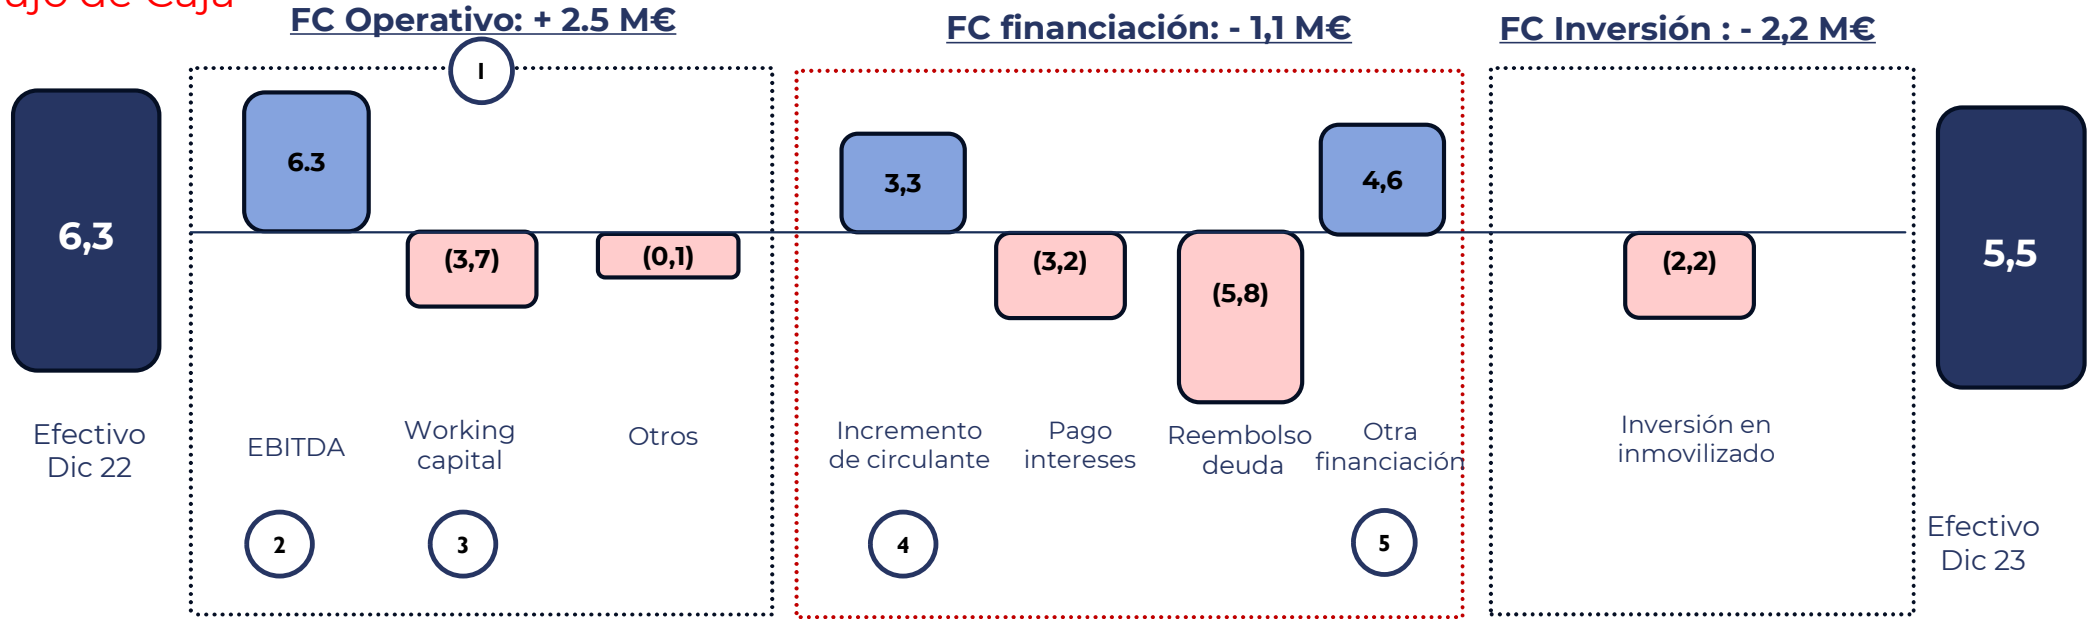 de Caja
FC Operativo: + 2.5 M€
FC financiación: - 1,1 M€
FC Inversión : - 2,2 M€
1
6,3
6.3
(3,7)
(0,1)
3,3
(3,2)
(5,8)
4,6
(2,2)
5,5
Efectivo
Dic 22
EBITDA
Working
capital
Otros
Incremento
de circulante
Pago
intereses
Reembolso
deuda
Otra
financiación
Inversión en
inmovilizado
Efectivo
Dic 23
2
3
4
5